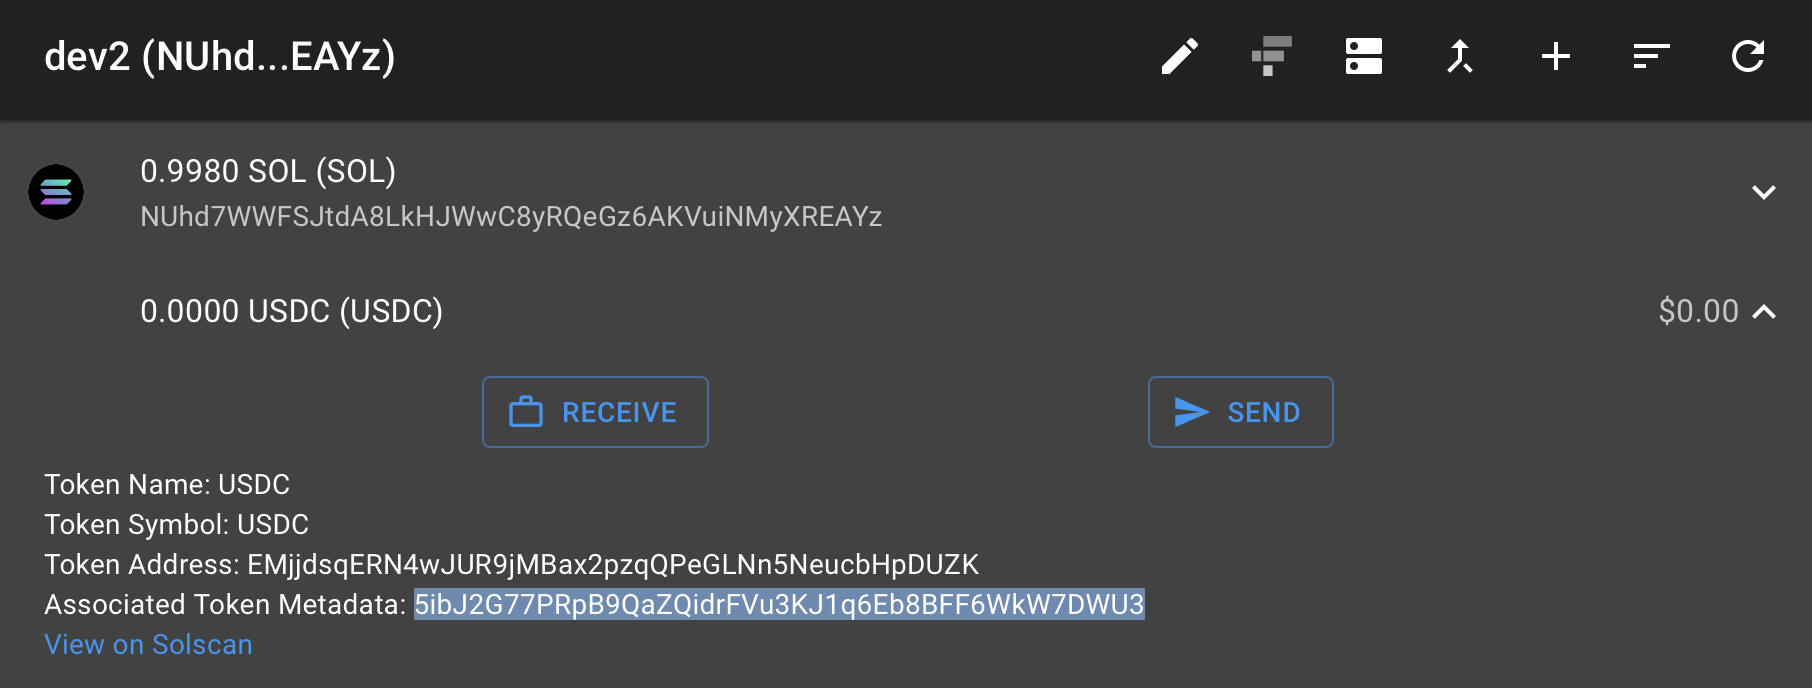 dev2 (NUhd...EAYz)
0.9980 SOL (SOL)
NUhd7WWFSJtdA8LkHJWwC8yRQeGz6AKVuiNMyXREAYz
0.0000 USDC (USDC)
$0.00
RECEIVE
SEND
Token Name: USDC
Token Symbol: USDC
Token Address: EMjjdsqERN4wJUR9jMBax2pzqQPeGLNn5NeucbHpDUZK
Associated Token Metadata: 5ibJ2G77PRpB9QaZQidrFVu3KJ1q6Eb8BFF6WkW7DWU3
View on Solscan